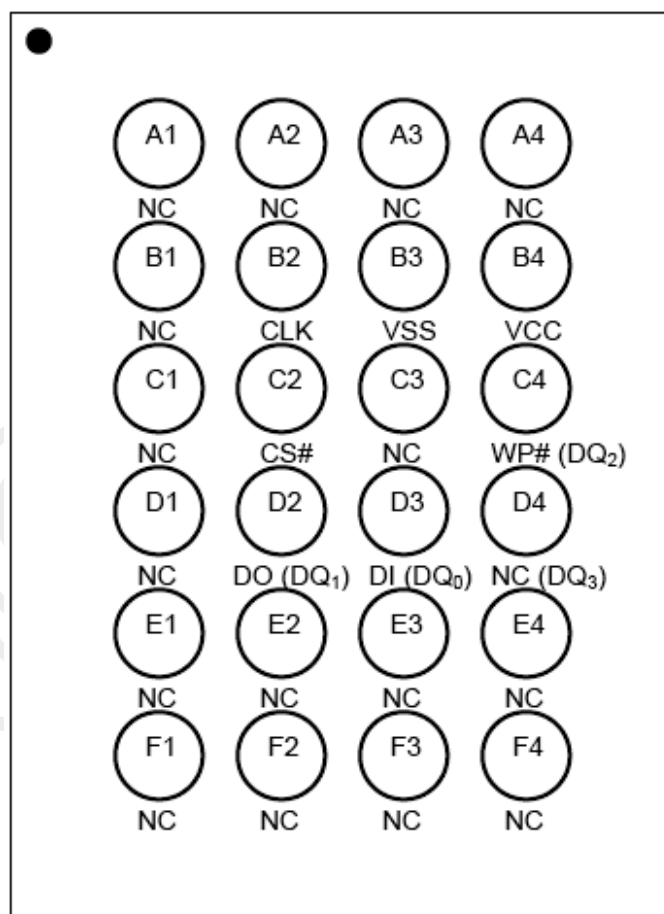 A1 A2 A3 A4
NC NC NC NC
B1 B2 B3 B4
NC CLK VSS VCC
C1 C2 C3 C4
NC CS# NC WP# (DQ₂)
D1 D2 D3 D4
NC DO (DQ₁) DI (DQ₀) NC (DQ₃)
E1 E2 E3 E4
NC NC NC NC
F1 F2 F3 F4
NC NC NC NC